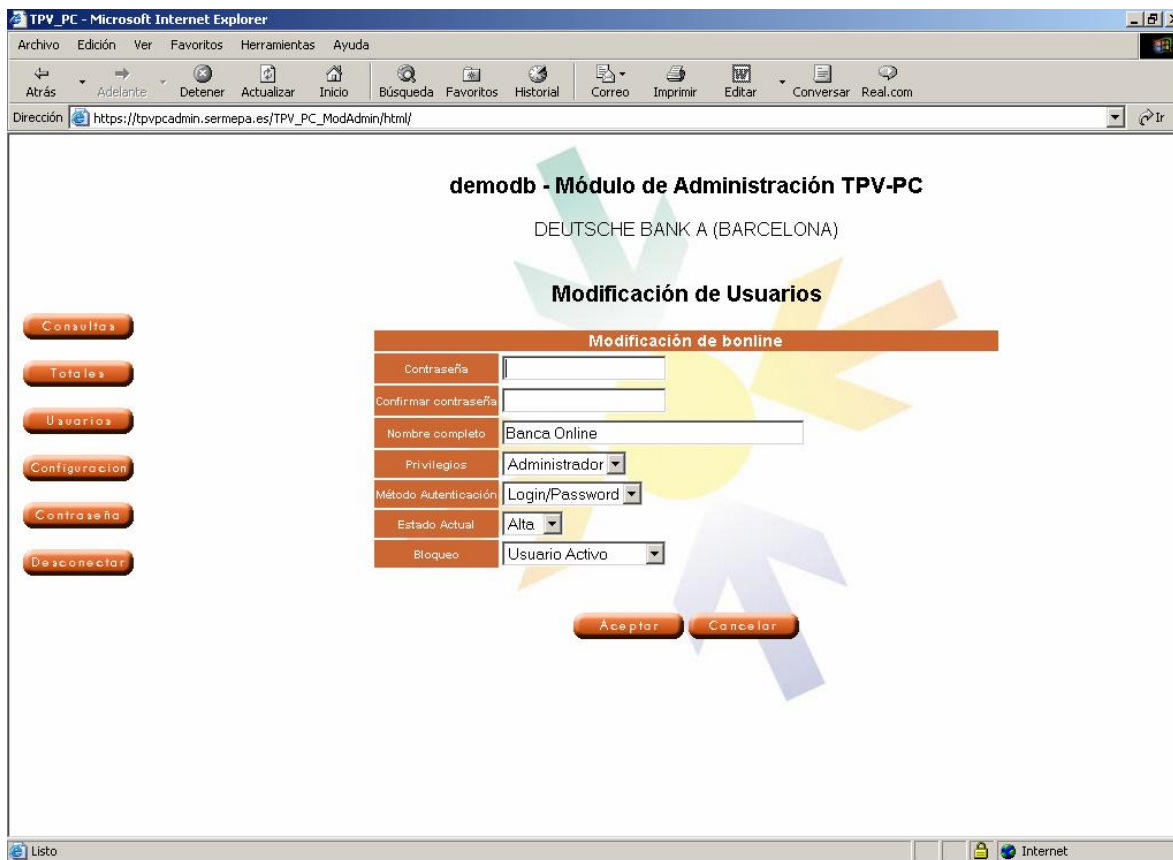 TPV_PC - Microsoft Internet Explorer
Archivo Edición Ver Favoritos Herramientas Ayuda
Atrás Adelante Detener Actualizar Inicio Búsqueda Favoritos Historial Correo Imprimir Editar Conversar Real.com
Dirección https://tpvpcadmin.sermepa.es/TPV_PC_ModAdmin/html/ Ir
demodb - Módulo de Administración TPV-PC
DEUTSCHE BANK A (BARCELONA)
Modificación de Usuarios
Consultas
Totales
Usuarios
Configuracion
Contraseña
Desconectar
Modificación de bonline
Contraseña
Confirmar contraseña
Nombre completo Banca Online
Privilegios Administrador
Método Autenticación Login/Password
Estado Actual Alta
Bloqueo Usuario Activo
Aceptar Cancelar
Listo Internet